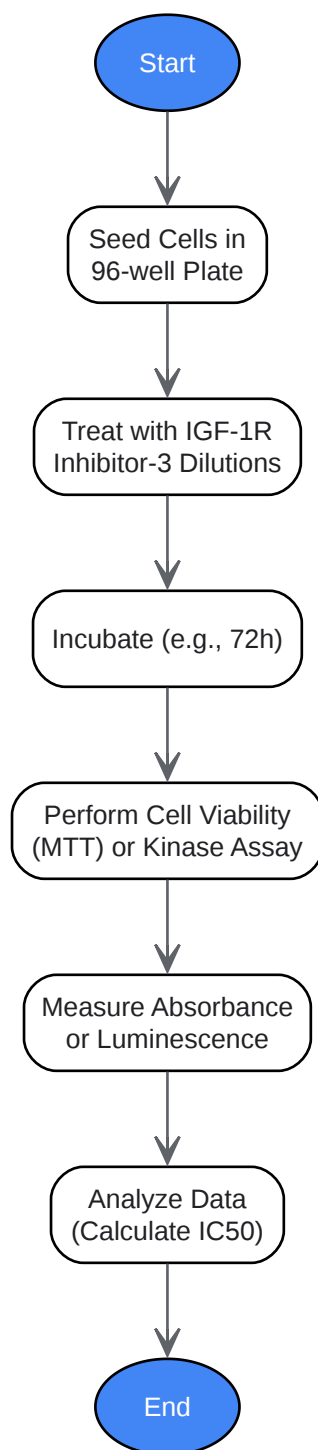 Start
Seed Cells in
96-well Plate
Treat with IGF-1R
Inhibitor-3 Dilutions
Incubate (e.g., 72h)
Perform Cell Viability
(MTT) or Kinase Assay
Measure Absorbance
or Luminescence
Analyze Data
(Calculate IC50)
End